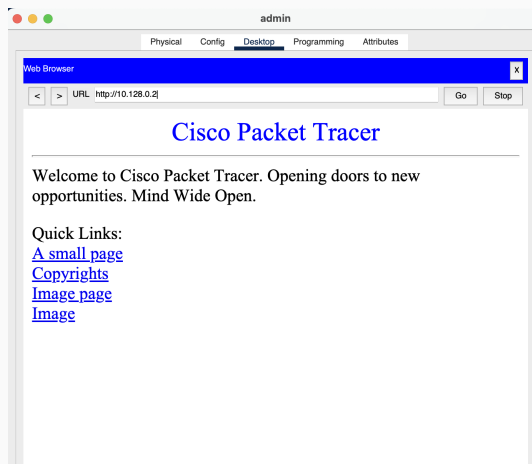 admin
Physical Config Desktop Programming Attributes
Web Browser X
< > URL http://10.128.0.2 Go Stop
Cisco Packet Tracer
Welcome to Cisco Packet Tracer. Opening doors to new
opportunities. Mind Wide Open.
Quick Links:
A small page
Copyrights
Image page
Image